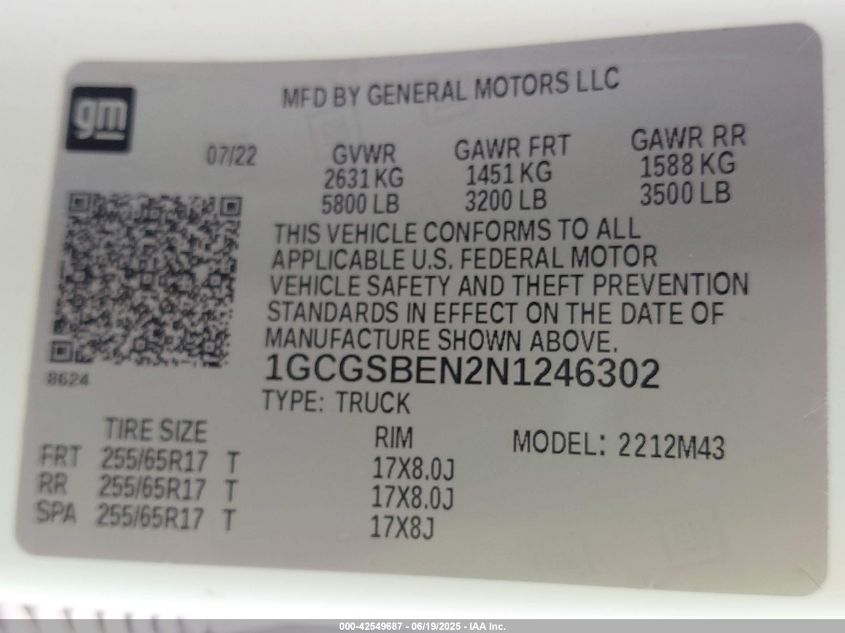 gm
MFD BY GENERAL MOTORS LLC
07/22
GVWR
2631 KG
5800 LB
GAWR FRT
1451 KG
3200 LB
GAWR RR
1588 KG
3500 LB
THIS VEHICLE CONFORMS TO ALL
APPLICABLE U.S. FEDERAL MOTOR
VEHICLE SAFETY AND THEFT PREVENTION
STANDARDS IN EFFECT ON THE DATE OF
MANUFACTURE SHOWN ABOVE.
8624
1GCGSBEN2N1246302
TYPE: TRUCK
TIRE SIZE
RIM
MODEL: 2212M43
FRT 255/65R17 T 17X8.0J
RR 255/65R17 T 17X8.0J
SPA 255/65R17 T 17X8J
000-42549687 - 06/19/2025 - IAA Inc.